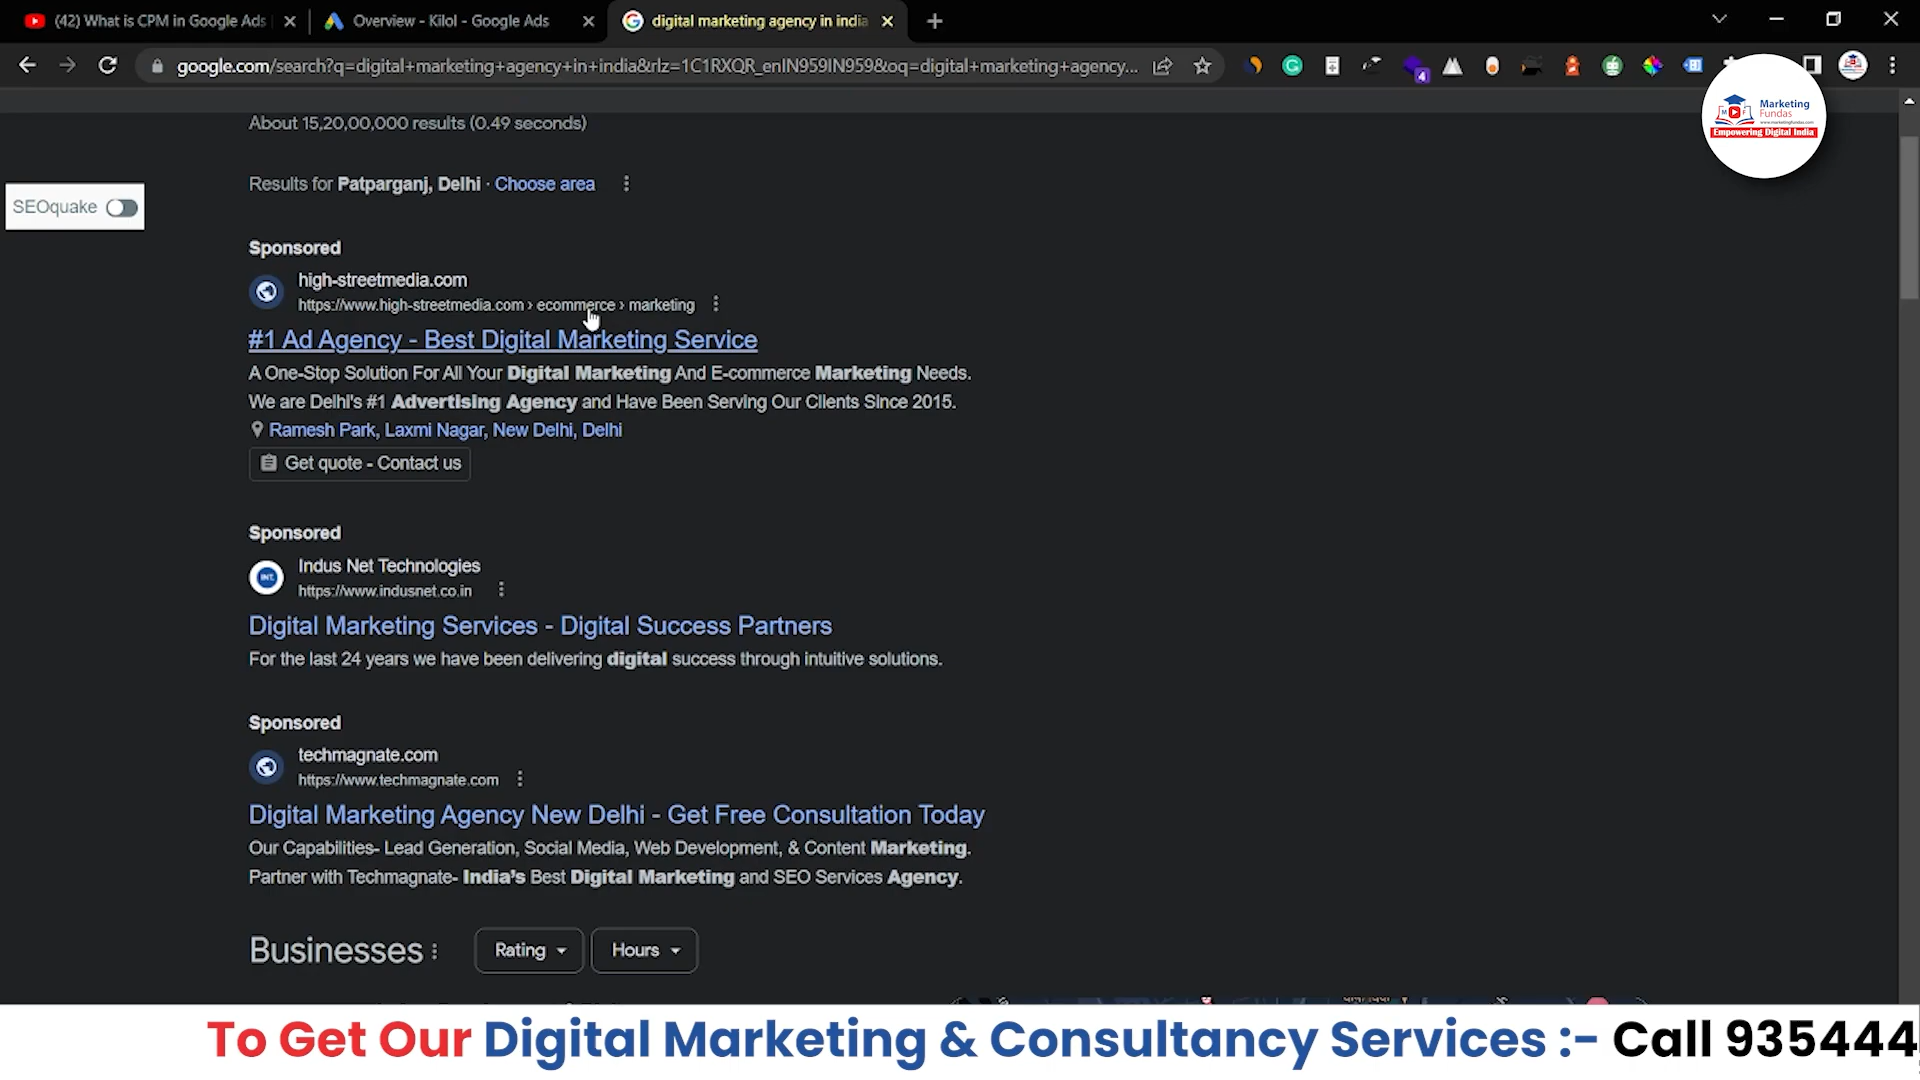 (42) What is CPM in Google Ads
Overview - Kilol - Google Ads
digital marketing agency in india
google.com/search?q=digital+marketing+agency+in+india&rlz=1C1RXQR_enIN959IN959&oq=digital+marketing+agency...
4
Marketing
Fundas
www.marketingfundas.com
Empowering Digital India
About 15,20,00,000 results (0.49 seconds)
Results for Patparganj, Delhi · Choose area
SEOquake
Sponsored
high-streetmedia.com
https://www.high-streetmedia.com › ecommerce › marketing
#1 Ad Agency - Best Digital Marketing Service
A One-Stop Solution For All Your Digital Marketing And E-commerce Marketing Needs.
We are Delhi's #1 Advertising Agency and Have Been Serving Our Clients Since 2015.
Ramesh Park, Laxmi Nagar, New Delhi, Delhi
Get quote - Contact us
Sponsored
INT.
Indus Net Technologies
https://www.indusnet.co.in
Digital Marketing Services - Digital Success Partners
For the last 24 years we have been delivering digital success through intuitive solutions.
Sponsored
techmagnate.com
https://www.techmagnate.com
Digital Marketing Agency New Delhi - Get Free Consultation Today
Our Capabilities- Lead Generation, Social Media, Web Development, & Content Marketing.
Partner with Techmagnate- India's Best Digital Marketing and SEO Services Agency.
Businesses
Rating
Hours
To Get Our Digital Marketing & Consultancy Services :- Call 935444